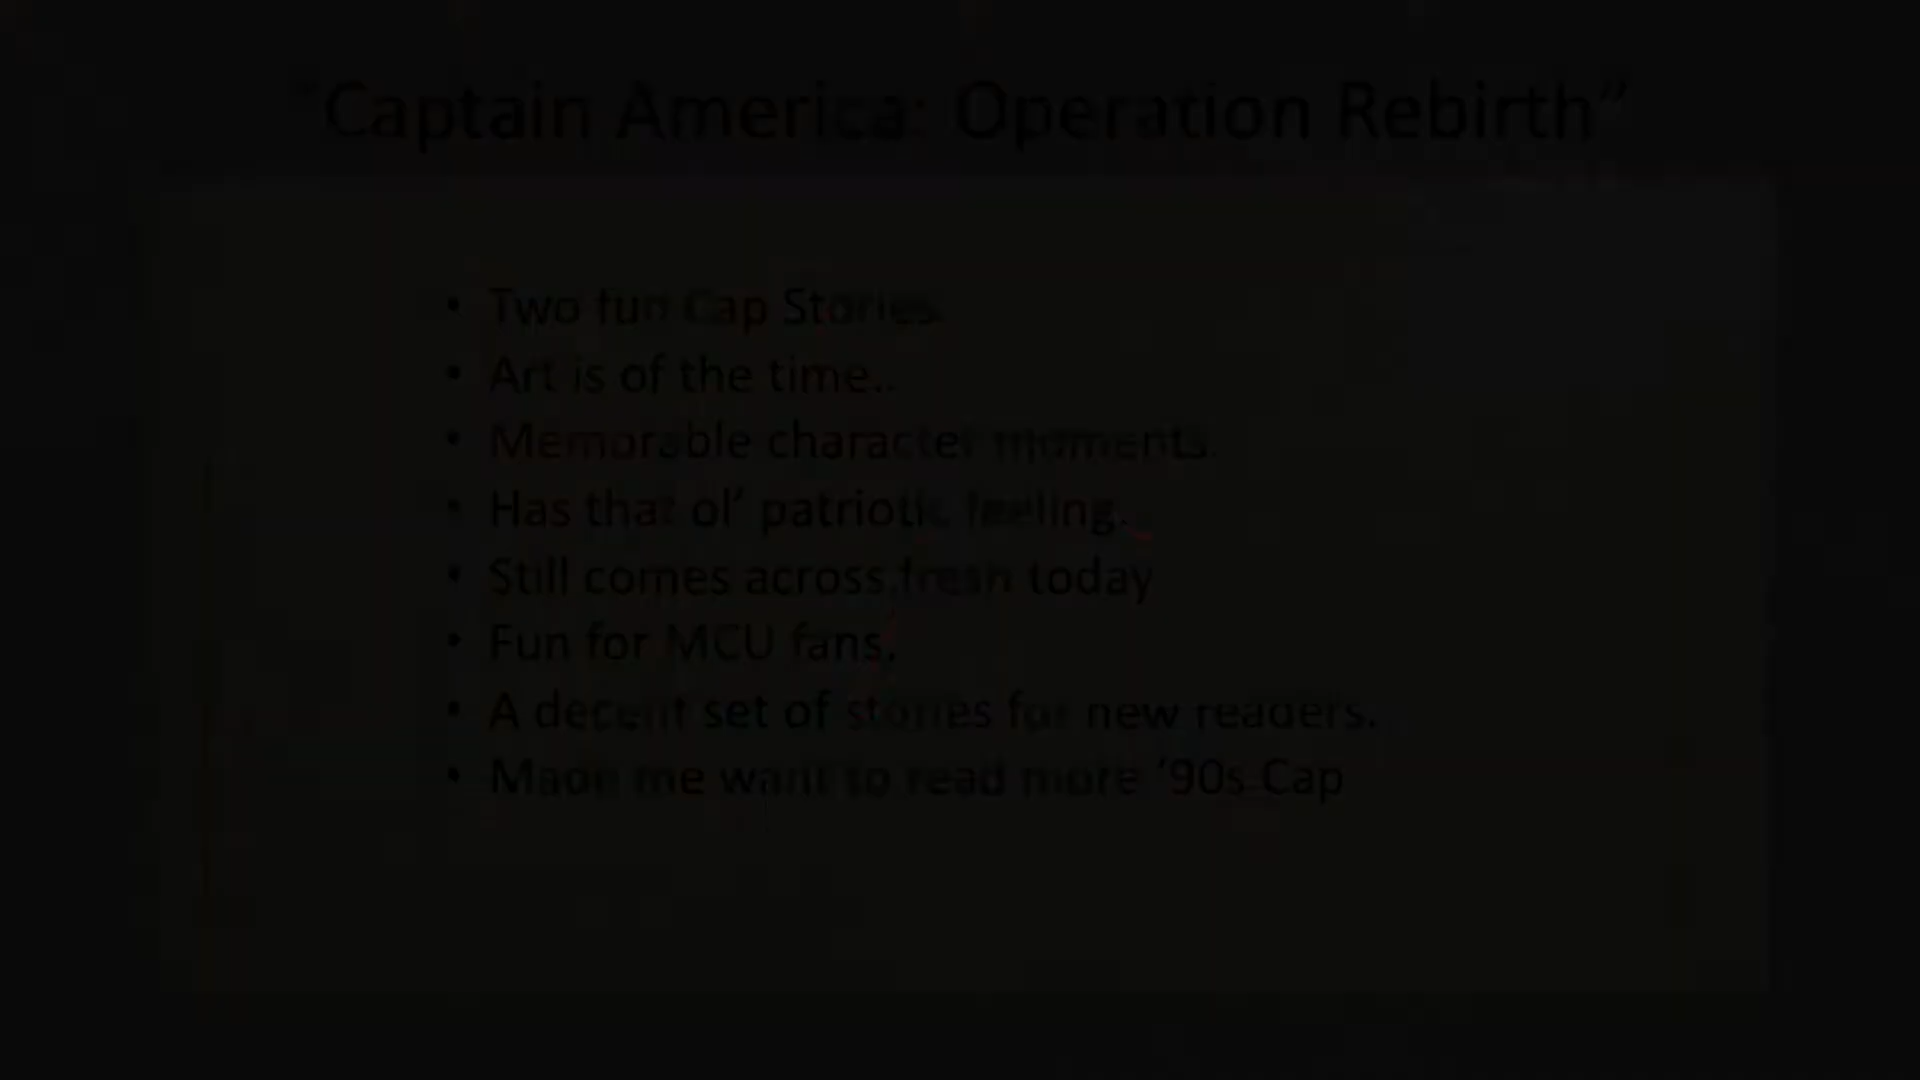 "Captain America: Operation Rebirth"
• Two fun Cap Stories.
• Art is of the time..
• Memorable character moments.
• Has that ol' patriotic feeling.
• Still comes across fresh today
• Fun for MCU fans.
• A decent set of stories for new readers.
• Made me want to read more '90s Cap